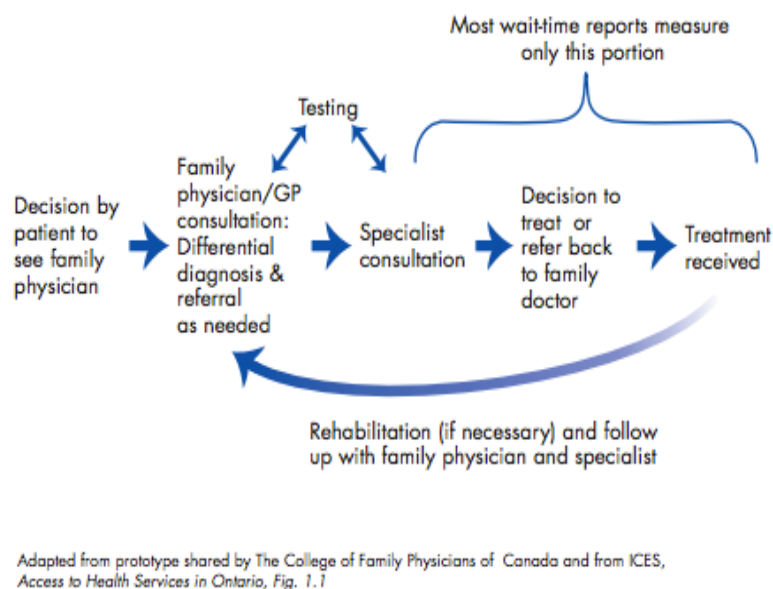 Most wait-time reports measure
only this portion
Testing
Decision by
patient to
see family
physician
Family
physician/GP
consultation:
Differential
diagnosis &
referral
as needed
Specialist
consultation
Decision to
treat or
refer back
to family
doctor
Treatment
received
Rehabilitation (if necessary) and follow
up with family physician and specialist
Adapted from prototype shared by The College of Family Physicians of Canada and from ICES,
Access to Health Services in Ontario, Fig. 1.1